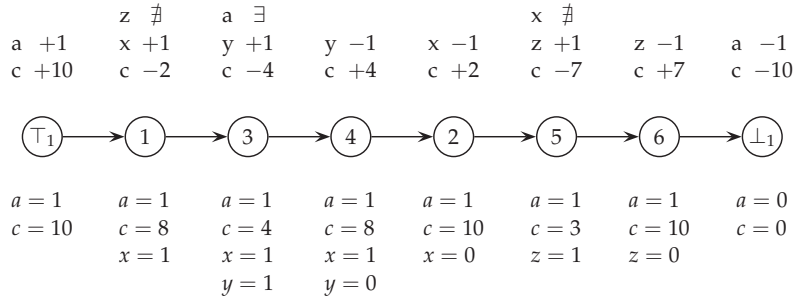 z ∄ a ∃ x ∄
a +1 x +1 y +1 y −1 x −1 z +1 z −1 a −1
c +10 c −2 c −4 c +4 c +2 c −7 c +7 c −10
⊤1 1 3 4 2 5 6 ⊥1
a = 1 a = 1 a = 1 a = 1 a = 1 a = 1 a = 1 a = 0
c = 10 c = 8 c = 4 c = 8 c = 10 c = 3 c = 10 c = 0
x = 1 x = 1 x = 1 x = 0 z = 1 z = 0
y = 1 y = 0